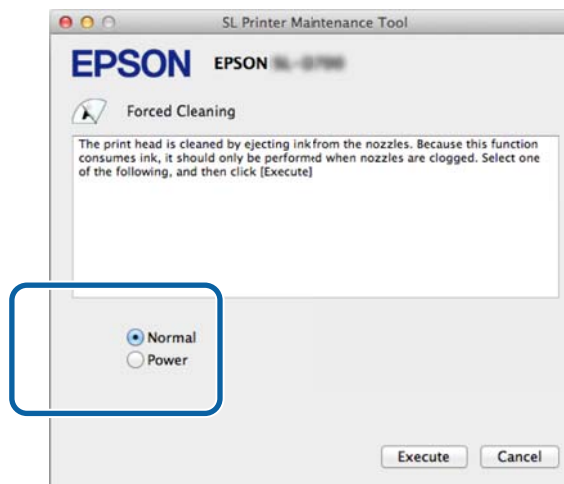 SL Printer Maintenance Tool
EPSON EPSON
Forced Cleaning
The print head is cleaned by ejecting ink from the nozzles. Because this function
consumes ink, it should only be performed when nozzles are clogged. Select one
of the following, and then click [Execute]
Normal
Power
Execute Cancel